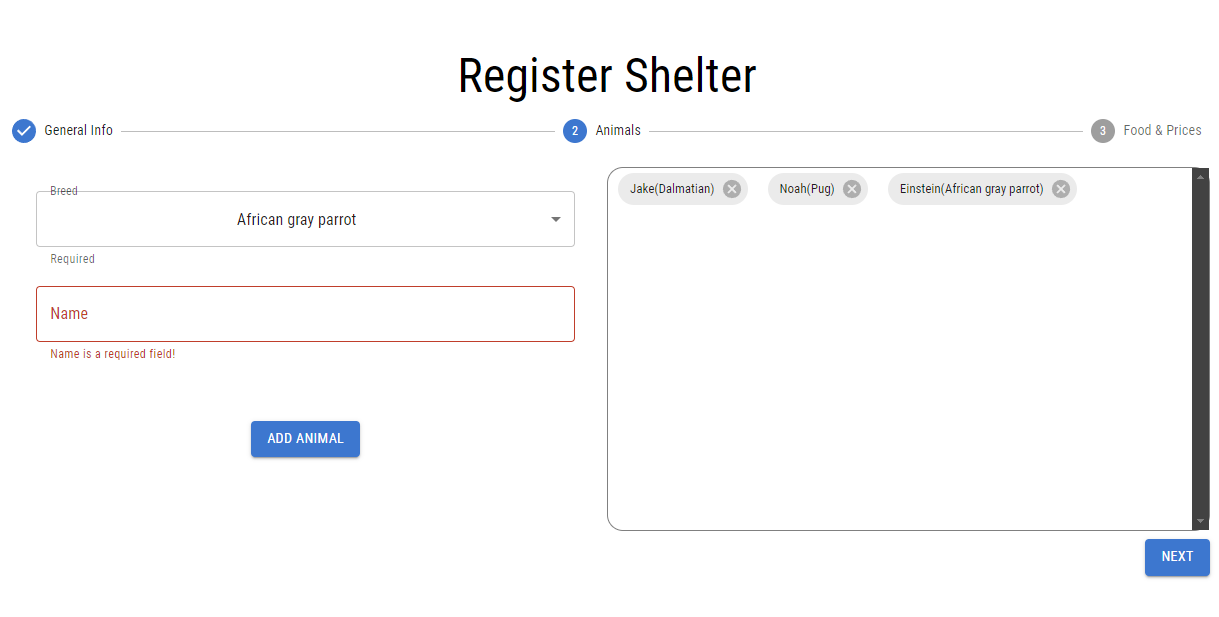 Register Shelter
General Info
2 Animals
3 Food & Prices
Breed
African gray parrot
Required
Name
Name is a required field!
ADD ANIMAL
Jake(Dalmatian) Noah(Pug) Einstein(African gray parrot)
NEXT